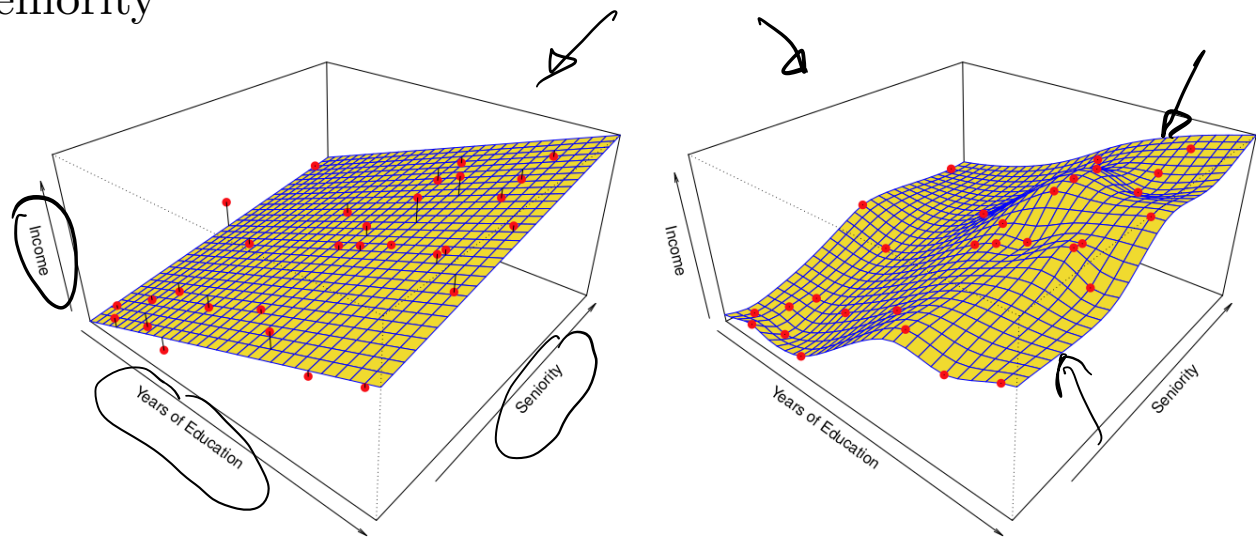 eniority
Income
Years of Education
Seniority
Income
Years of Education
Seniority